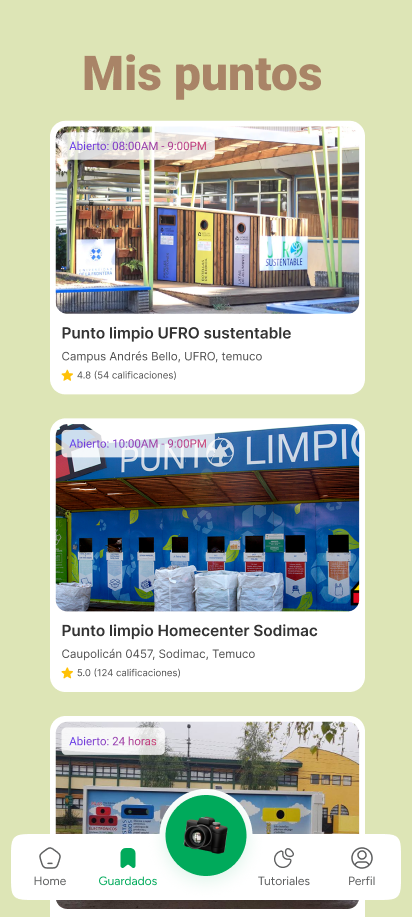 Mis puntos
Abierto: 08:00AM - 9:00PM
SUSTENTABLE
Punto limpio UFRO sustentable
Campus Andrés Bello, UFRO, temuco
4.8 (54 calificaciones)
Abierto: 10:00AM - 9:00PM
PUNTO LIMPIO
Punto limpio Homecenter Sodimac
Caupolicán 0457, Sodimac, Temuco
5.0 (124 calificaciones)
Abierto: 24 horas
Home
Guardados
Tutoriales
Perfil